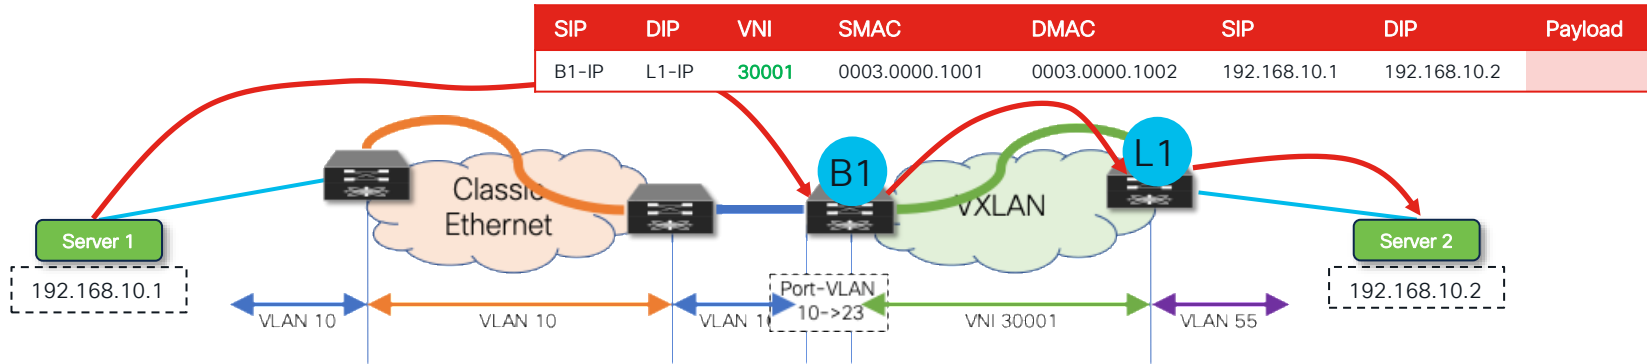 SIP DIP VNI SMAC DMAC SIP DIP Payload
B1-IP L1-IP 30001 0003.0000.1001 0003.0000.1002 192.168.10.1 192.168.10.2
B1
L1
Classic
Ethernet
VXLAN
Server 1
192.168.10.1
Server 2
192.168.10.2
Port-VLAN
10->23
VLAN 10
VLAN 10
VLAN 1
VNI 30001
VLAN 55